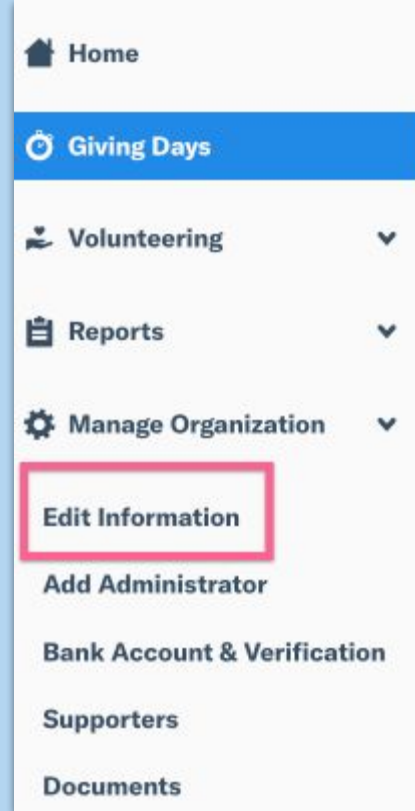 Home
Giving Days
Volunteering
Reports
Manage Organization
Edit Information
Add Administrator
Bank Account & Verification
Supporters
Documents